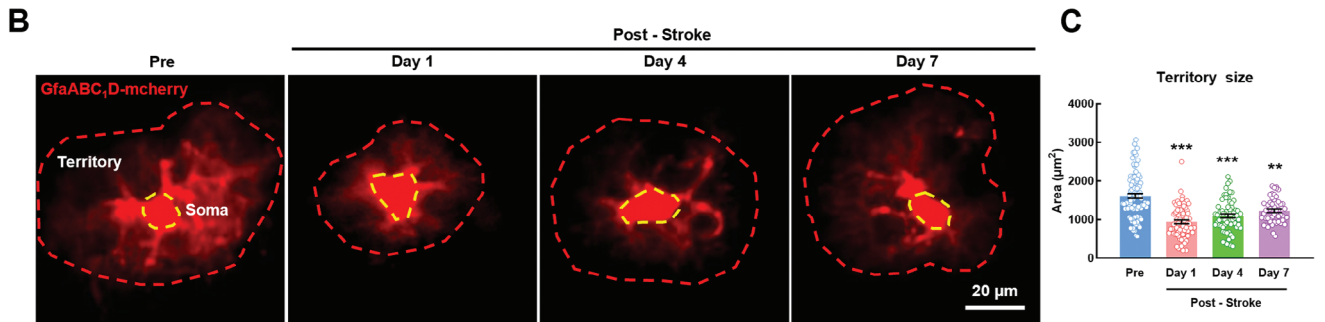 B
Post - Stroke
Pre
Day 1
Day 4
Day 7
GfaABC₁D-mcherry
Territory
Soma
20 µm
C
Territory size
Area (µm²)
4000
3000
2000
1000
0
***
***
**
Pre
Day 1
Day 4
Day 7
Post - Stroke